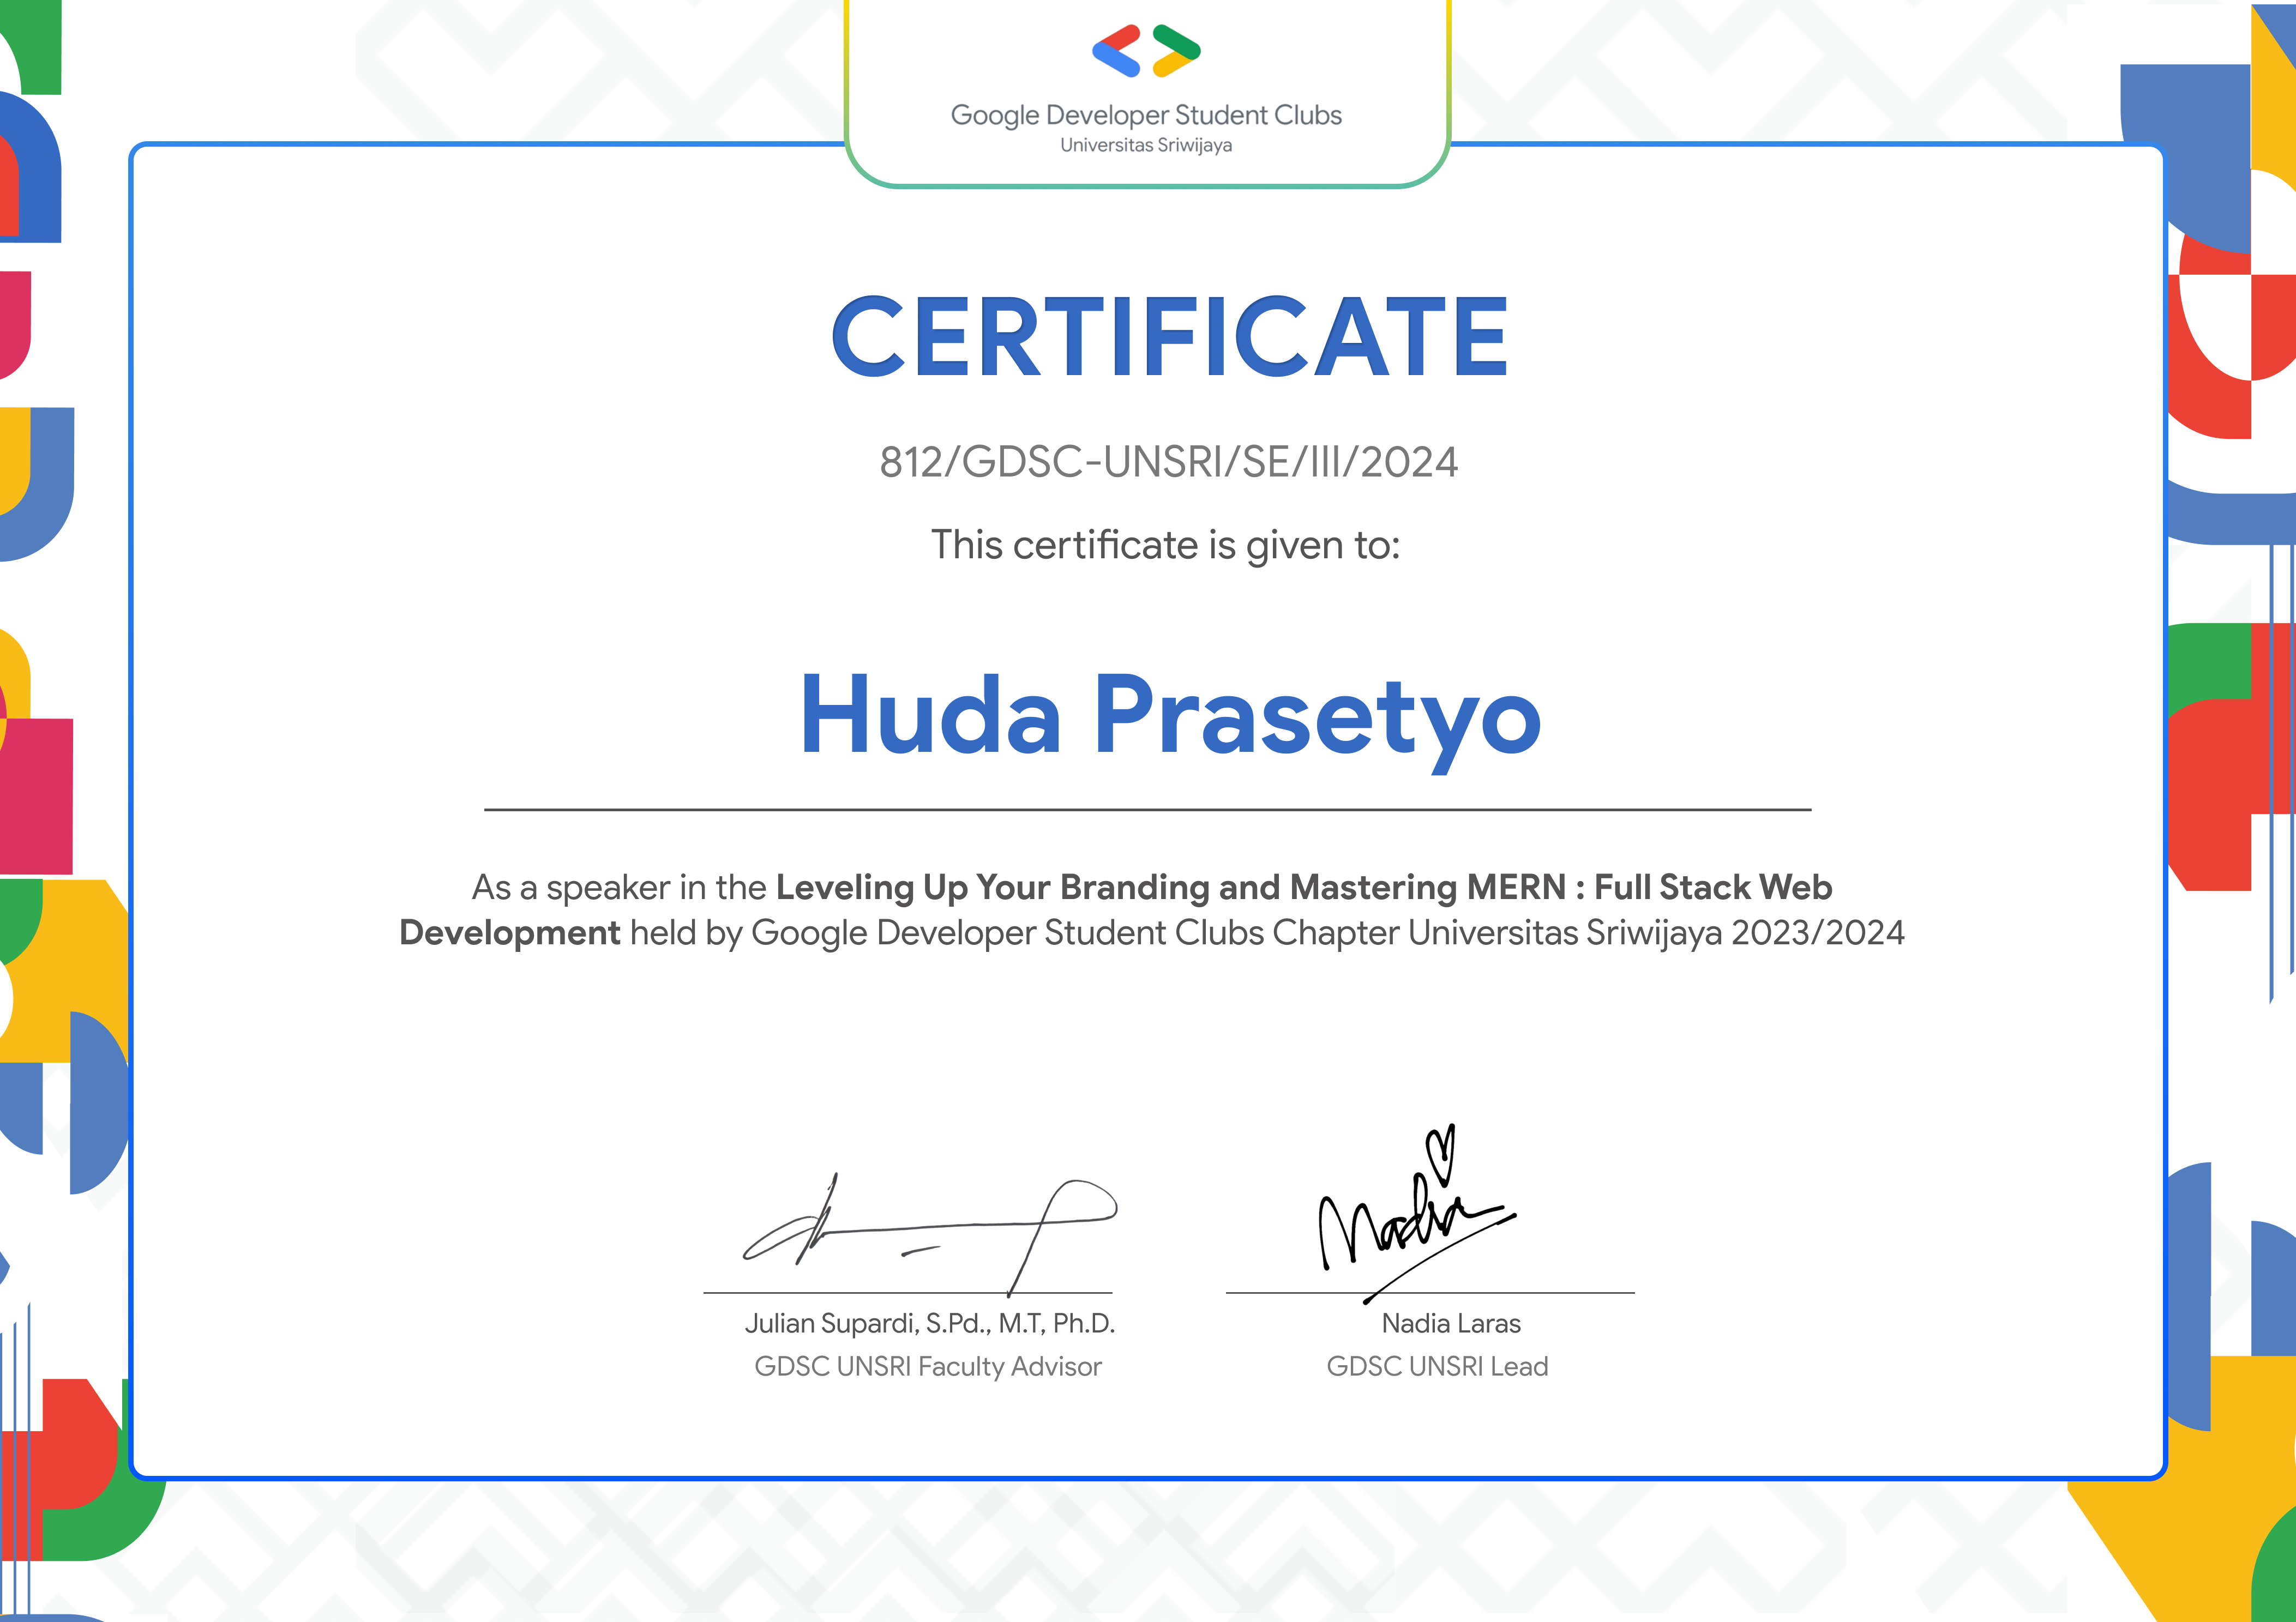 Google Developer Student Clubs
Universitas Sriwijaya
CERTIFICATE
812/GDSC-UNSRI/SE/III/2024
This certificate is given to:
Huda Prasetyo
As a speaker in the Leveling Up Your Branding and Mastering MERN : Full Stack Web
Development held by Google Developer Student Clubs Chapter Universitas Sriwijaya 2023/2024
Nadia
Julian Supardi, S.Pd., M.T, Ph.D.
GDSC UNSRI Faculty Advisor
Nadia Laras
GDSC UNSRI Lead